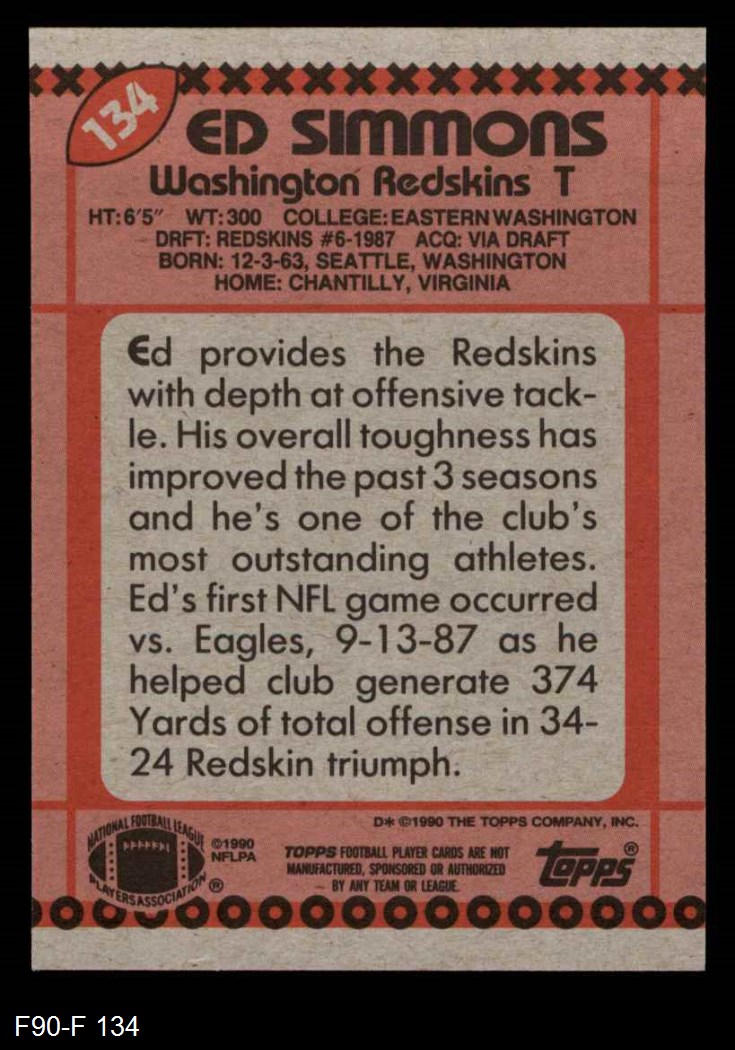 134
ED SIMMONS
Washington Redskins T
HT: 6'5" WT: 300 COLLEGE: EASTERN WASHINGTON
DRFT: REDSKINS #6-1987 ACQ: VIA DRAFT
BORN: 12-3-63, SEATTLE, WASHINGTON
HOME: CHANTILLY, VIRGINIA
Ed provides the Redskins
with depth at offensive tack-
le. His overall toughness has
improved the past 3 seasons
and he's one of the club's
most outstanding athletes.
Ed's first NFL game occurred
vs. Eagles, 9-13-87 as he
helped club generate 374
Yards of total offense in 34-
24 Redskin triumph.
D* ©1990 THE TOPPS COMPANY, INC.
NATIONAL FOOTBALL LEAGUE
PLAYERS ASSOCIATION ®
©1990
NFLPA
TOPPS FOOTBALL PLAYER CARDS ARE NOT
MANUFACTURED, SPONSORED OR AUTHORIZED
BY ANY TEAM OR LEAGUE.
topps ®
F90-F 134